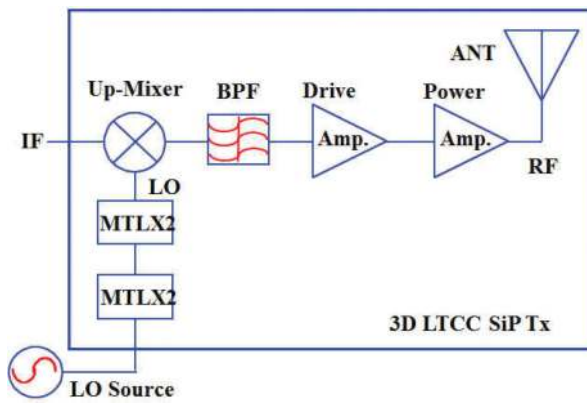 ANT
Up-Mixer
BPF
Drive
Power
IF
Amp.
Amp.
RF
LO
MTLX2
MTLX2
3D LTCC SiP Tx
LO Source